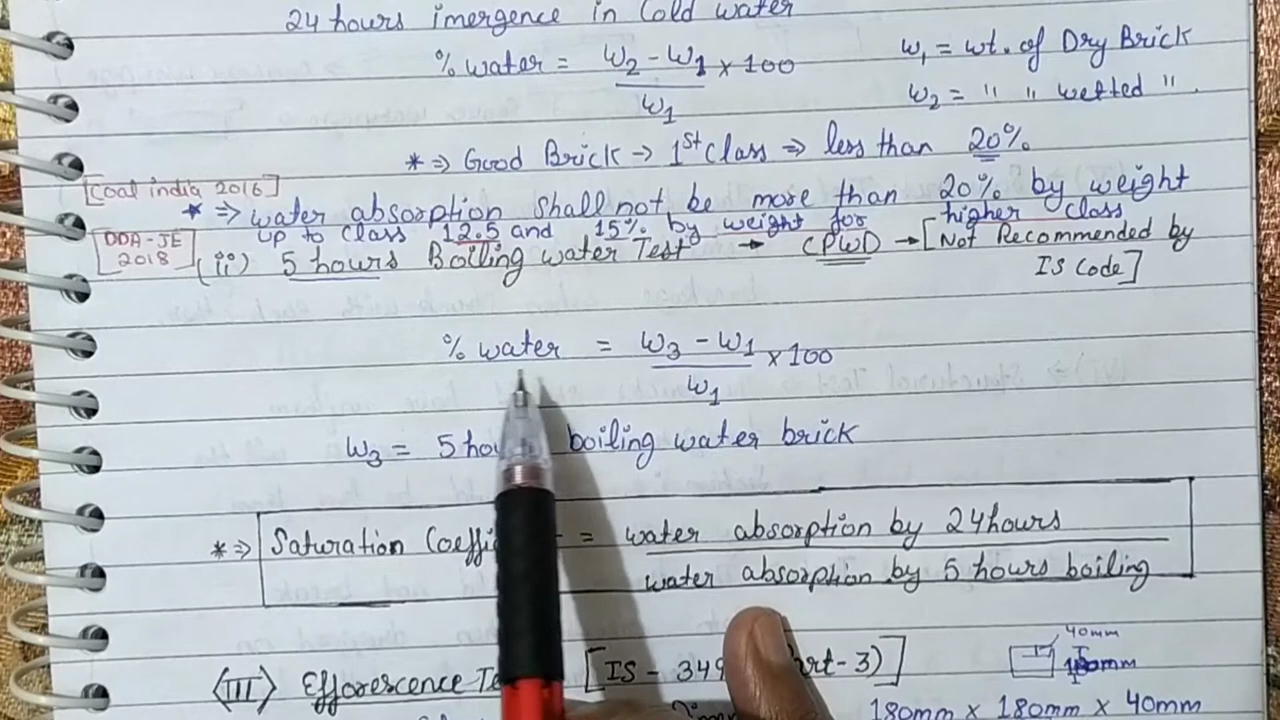 24 hours imergence in Cold water
% water = (W2 - W1)/W1 x 100
W1 = wt. of Dry Brick
W2 = " " wetted ".
* ⇒ Good Brick → 1st Class ⇒ less than 20%
[Coal india 2016]
* ⇒ water absorption shall not be more than 20% by weight
up to class 12.5 and 15% by weight for higher class
[DDA-JE 2018] (ii) 5 hours Boiling water Test → CPWD → [Not Recommended by
IS Code]
% water = (W3 - W1)/W1 x 100
W3 = 5 boiling water brick
* ⇒ Saturation = water absorption by 24 hours
water absorption by 5 hours boiling
(III) Efflorescence [IS - 3)]
40mm
180mm x 180mm x 40mm